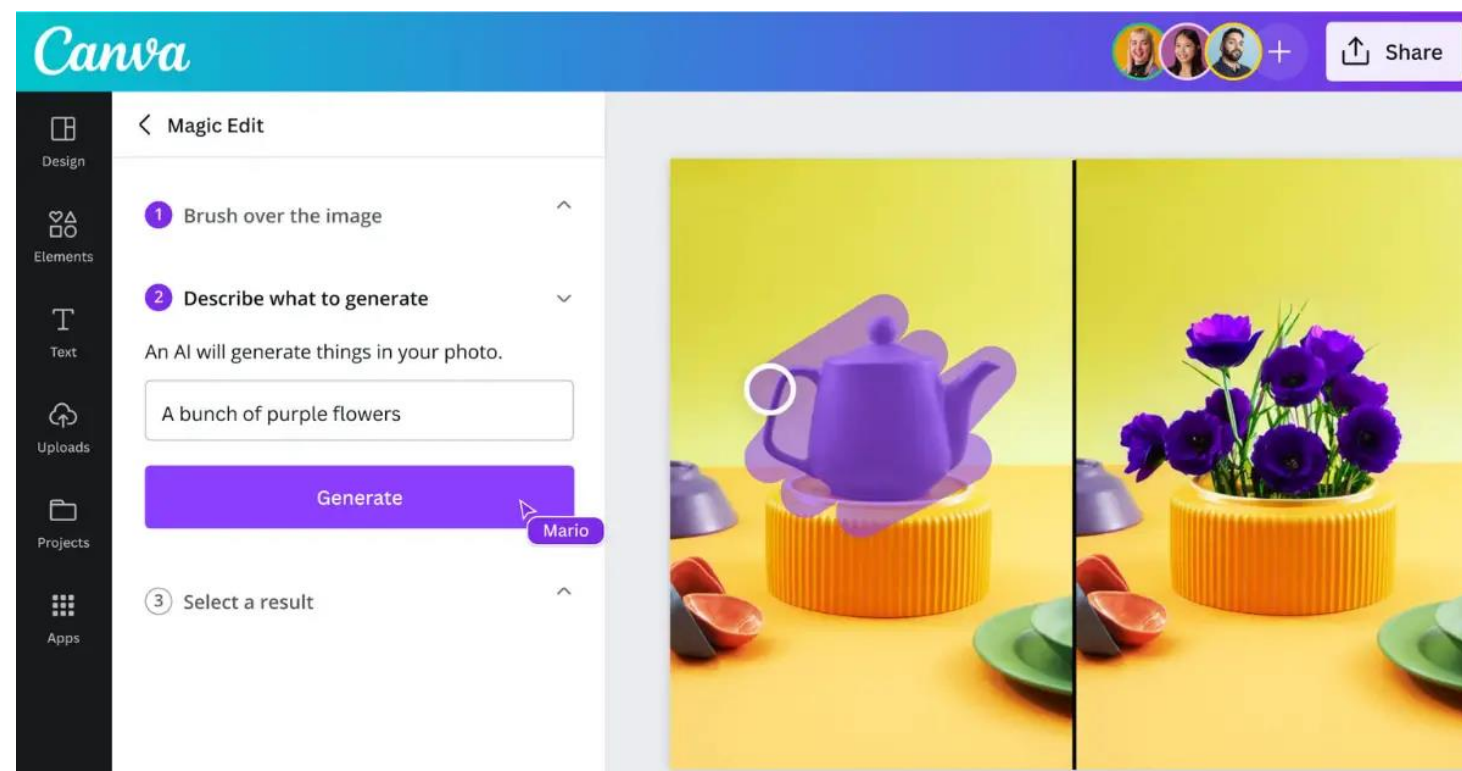 Canva
+
Share
Design
Elements
Text
Uploads
Projects
Apps
Magic Edit
1 Brush over the image
2 Describe what to generate
An AI will generate things in your photo.
A bunch of purple flowers
Generate
Mario
3 Select a result